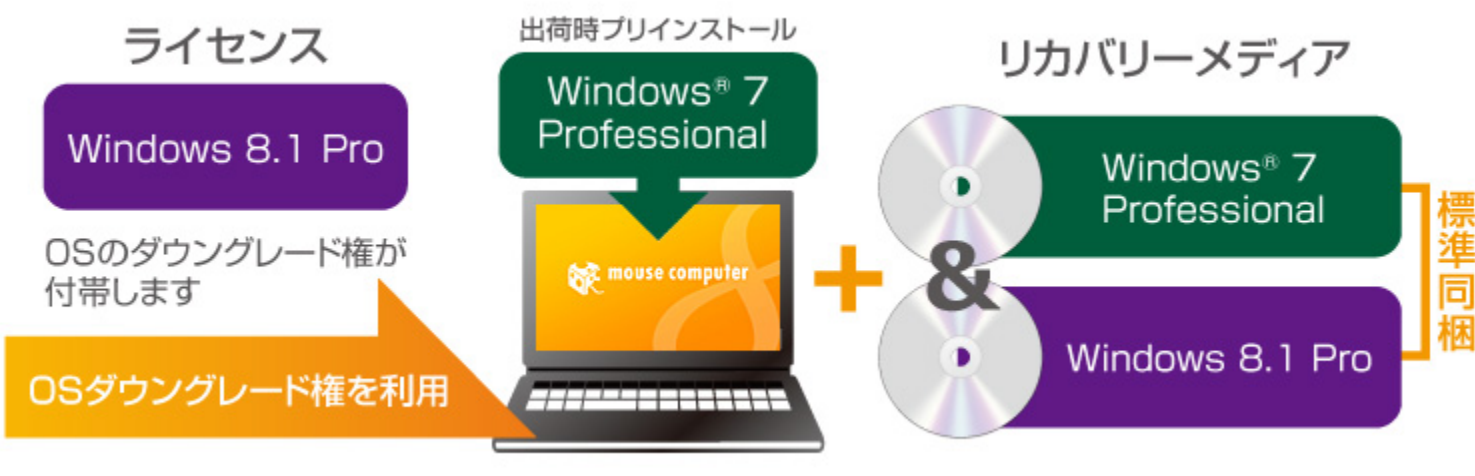 ライセンス
Windows 8.1 Pro
OSのダウングレード権が
付帯します
OSダウングレード権を利用
出荷時プリインストール
Windows® 7
Professional
mouse computer
+
リカバリーメディア
Windows® 7
Professional
&
Windows 8.1 Pro
標準同梱